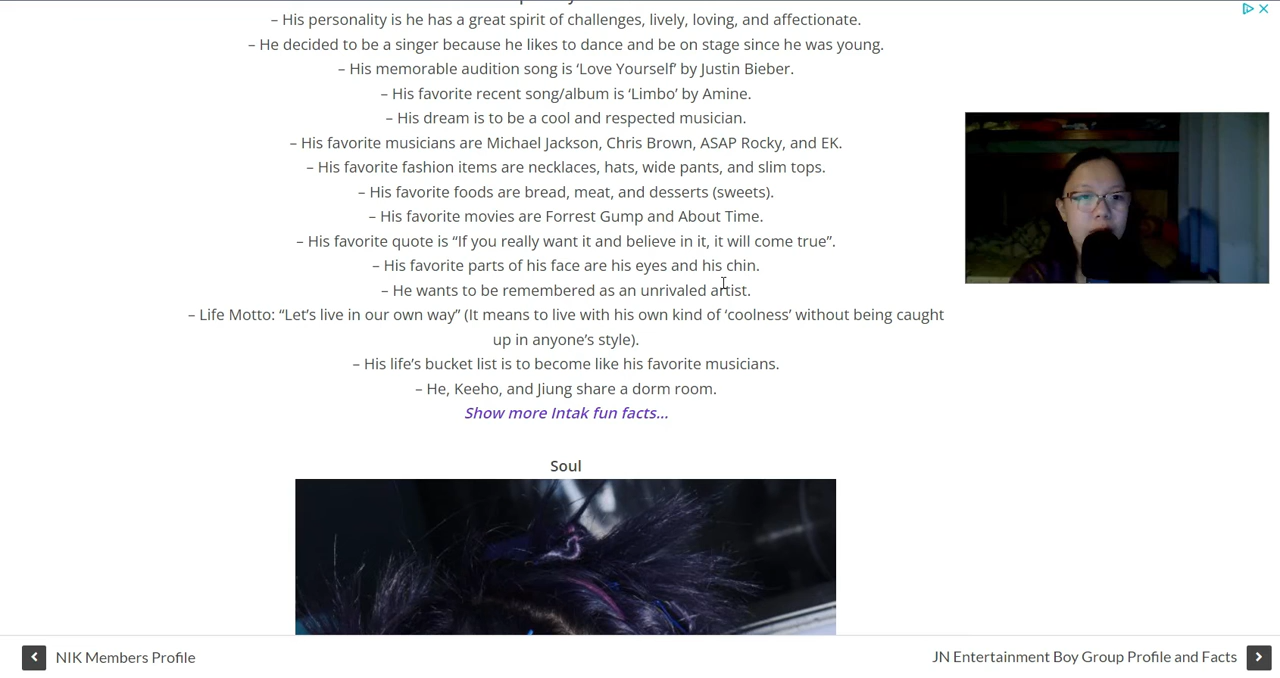 – His personality is he has a great spirit of challenges, lively, loving, and affectionate.
– He decided to be a singer because he likes to dance and be on stage since he was young.
– His memorable audition song is ‘Love Yourself’ by Justin Bieber.
– His favorite recent song/album is ‘Limbo’ by Amine.
– His dream is to be a cool and respected musician.
– His favorite musicians are Michael Jackson, Chris Brown, ASAP Rocky, and EK.
– His favorite fashion items are necklaces, hats, wide pants, and slim tops.
– His favorite foods are bread, meat, and desserts (sweets).
– His favorite movies are Forrest Gump and About Time.
– His favorite quote is “If you really want it and believe in it, it will come true”.
– His favorite parts of his face are his eyes and his chin.
– He wants to be remembered as an unrivaled artist.
– Life Motto: “Let’s live in our own way” (It means to live with his own kind of ‘coolness’ without being caught
up in anyone’s style).
– His life’s bucket list is to become like his favorite musicians.
– He, Keeho, and Jiung share a dorm room.
Show more Intak fun facts...
Soul
NIK Members Profile
JN Entertainment Boy Group Profile and Facts